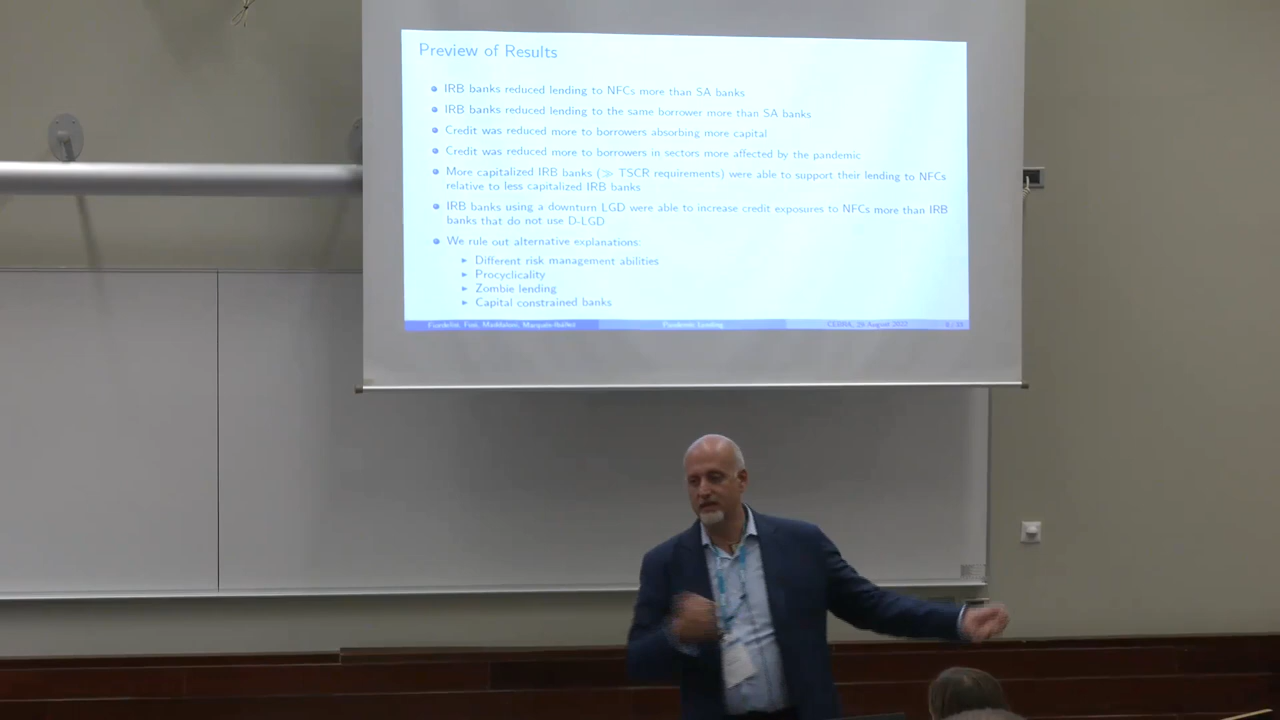 Preview of Results
IRB banks reduced lending to NFCs more than SA banks
IRB banks reduced lending to the same borrower more than SA banks
Credit was reduced more to borrowers absorbing more capital
Credit was reduced more to borrowers in sectors more affected by the pandemic
More capitalized IRB banks (≫ TSCR requirements) were able to support their lending to NFCs
relative to less capitalized IRB banks
IRB banks using a downturn LGD were able to increase credit exposures to NFCs more than IRB
banks that do not use D-LGD
We rule out alternative explanations:
Different risk management abilities
Procyclicality
Zombie lending
Capital constrained banks
Pandemic Lending
CEBRA, 29 August 2022